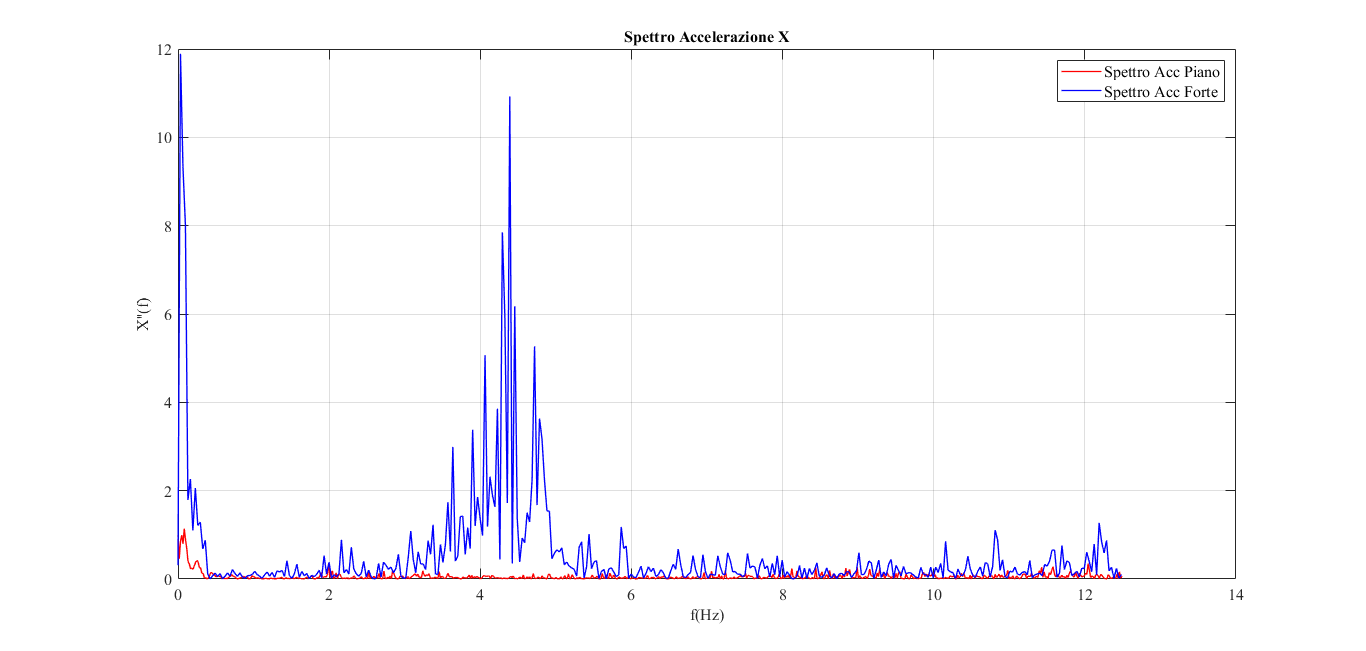 Spettro Accelerazione X
Spettro Acc Piano
Spettro Acc Forte
12
10
8
6
4
2
0
X"(f)
0 2 4 6 8 10 12 14
f(Hz)